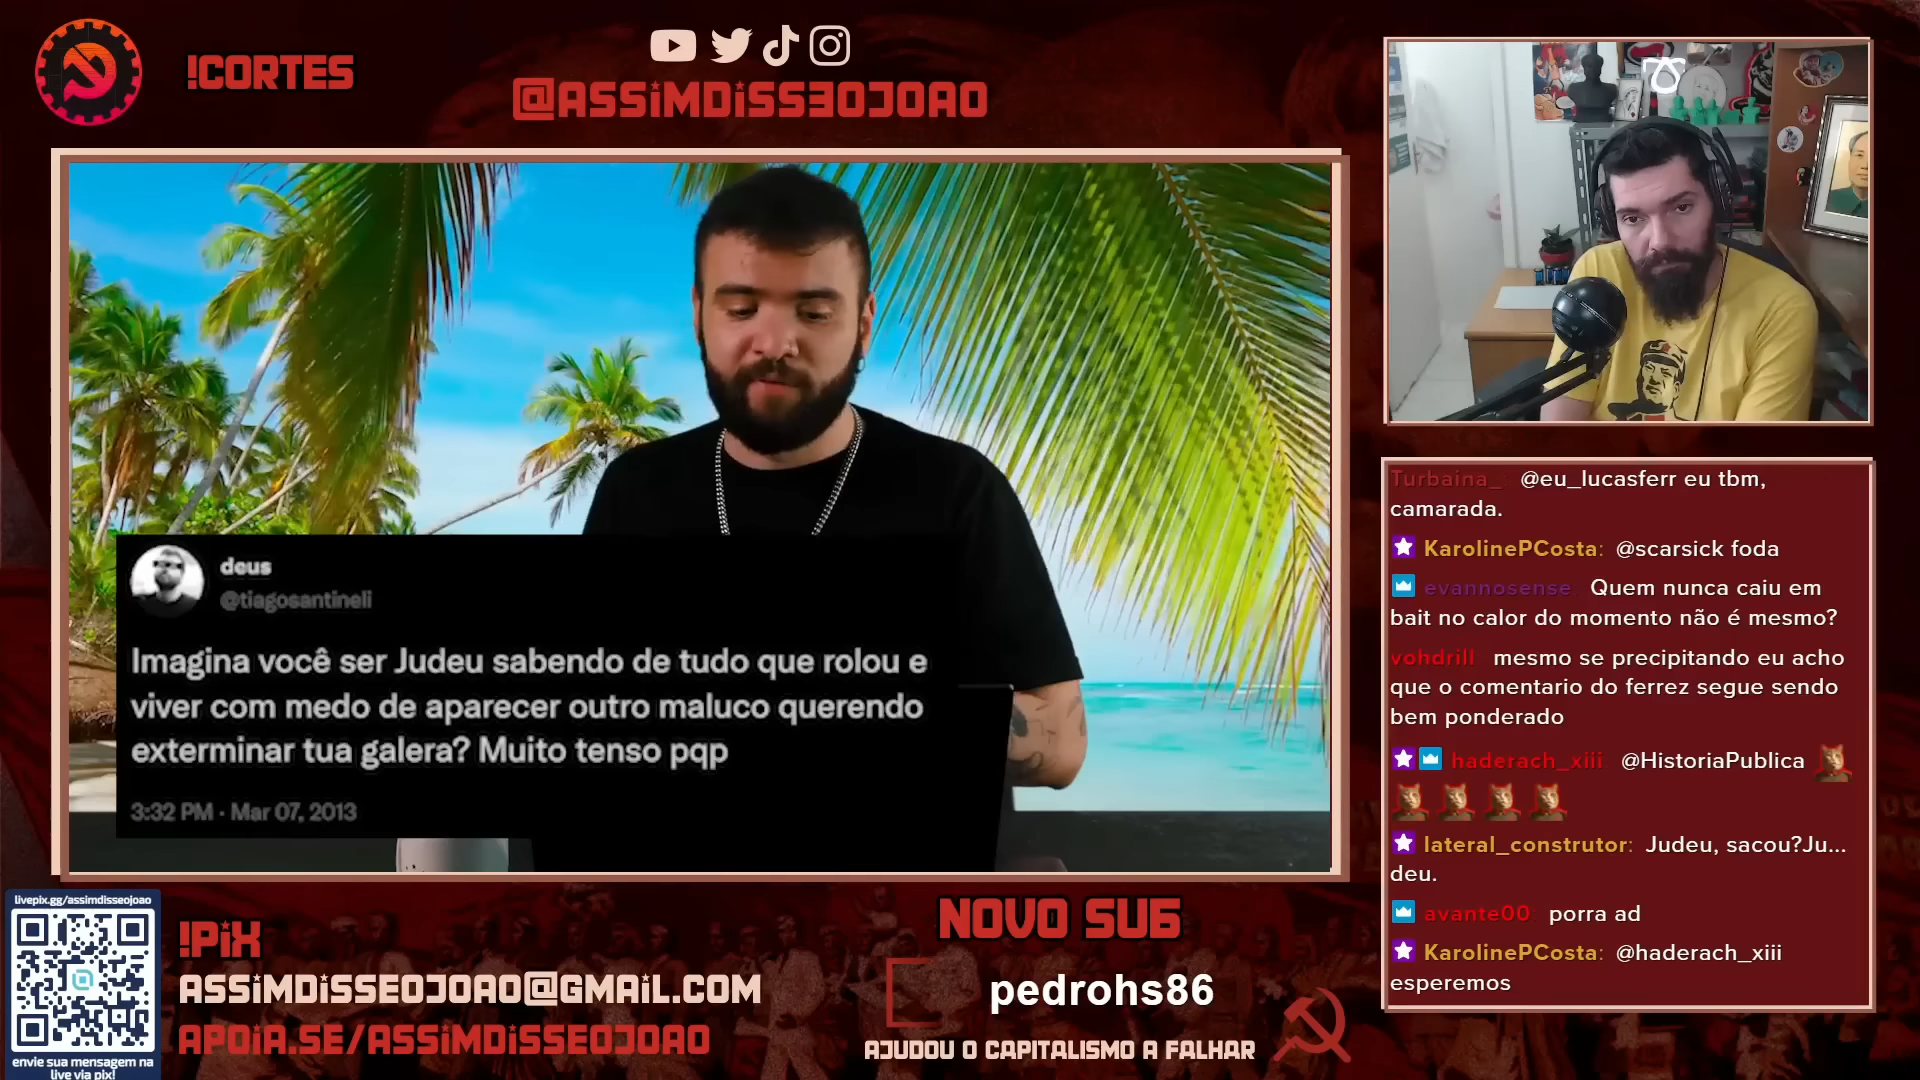 !CORTES
@ASSIMDISSEOJOAO
deus
@tiagosantineli
Imagina você ser Judeu sabendo de tudo que rolou e
viver com medo de aparecer outro maluco querendo
exterminar tua galera? Muito tenso pqp
3:32 PM · Mar 07, 2013
Turbaina_ @eu_lucasferr eu tbm,
camarada.
KarolinePCosta: @scarsick foda
evannosense: Quem nunca caiu em
bait no calor do momento não é mesmo?
vohdrill: mesmo se precipitando eu acho
que o comentario do ferrez segue sendo
bem ponderado
haderach_xiii: @HistoriaPublica
lateral_construtor: Judeu, sacou?Ju...
deu.
avante00: porra ad
KarolinePCosta: @haderach_xiii
esperemos
livepix.gg/assimdisseojoao
envie sua mensagem na
live via pix!
!PIX
ASSIMDISSEOJOAO@GMAIL.COM
APOIA.SE/ASSIMDISSEOJOAO
NOVO SUB
pedrohs86
AJUDOU O CAPITALISMO A FALHAR